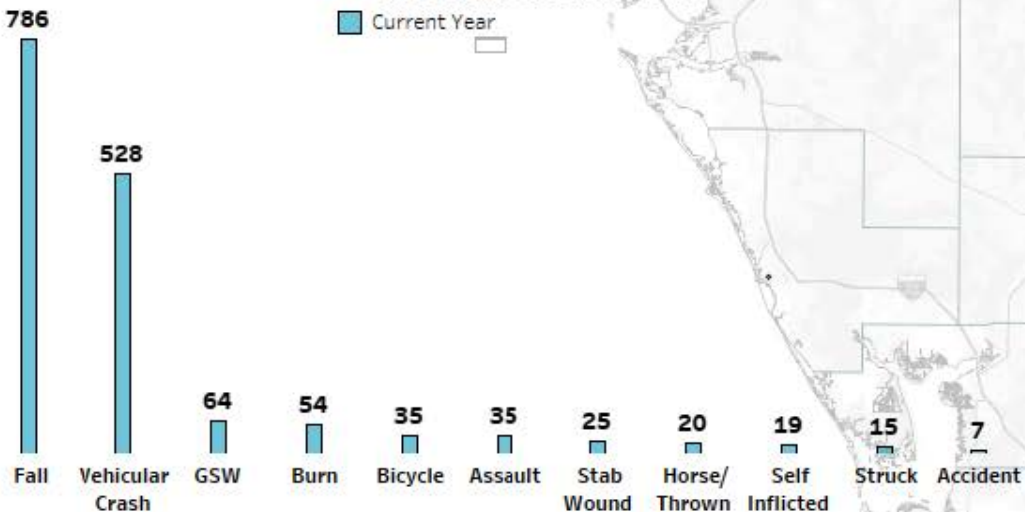 786
Current Year
528
64
54
35
35
25
20
19
15
7
Fall
Vehicular
Crash
GSW
Burn
Bicycle
Assault
Stab
Wound
Horse/
Thrown
Self
Inflicted
Struck
Accident